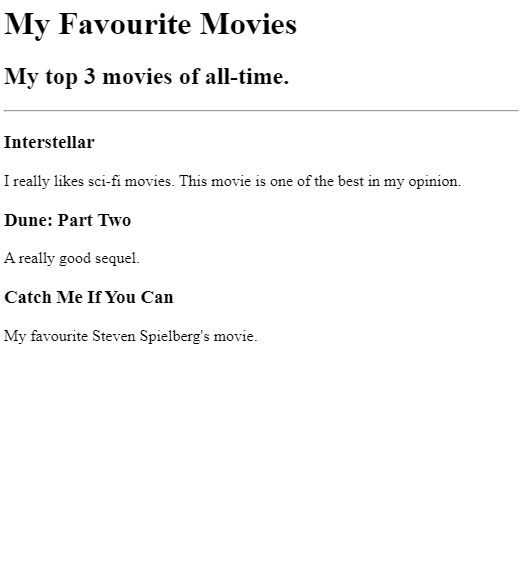 My Favourite Movies
My top 3 movies of all-time.
Interstellar
I really likes sci-fi movies. This movie is one of the best in my opinion.
Dune: Part Two
A really good sequel.
Catch Me If You Can
My favourite Steven Spielberg's movie.